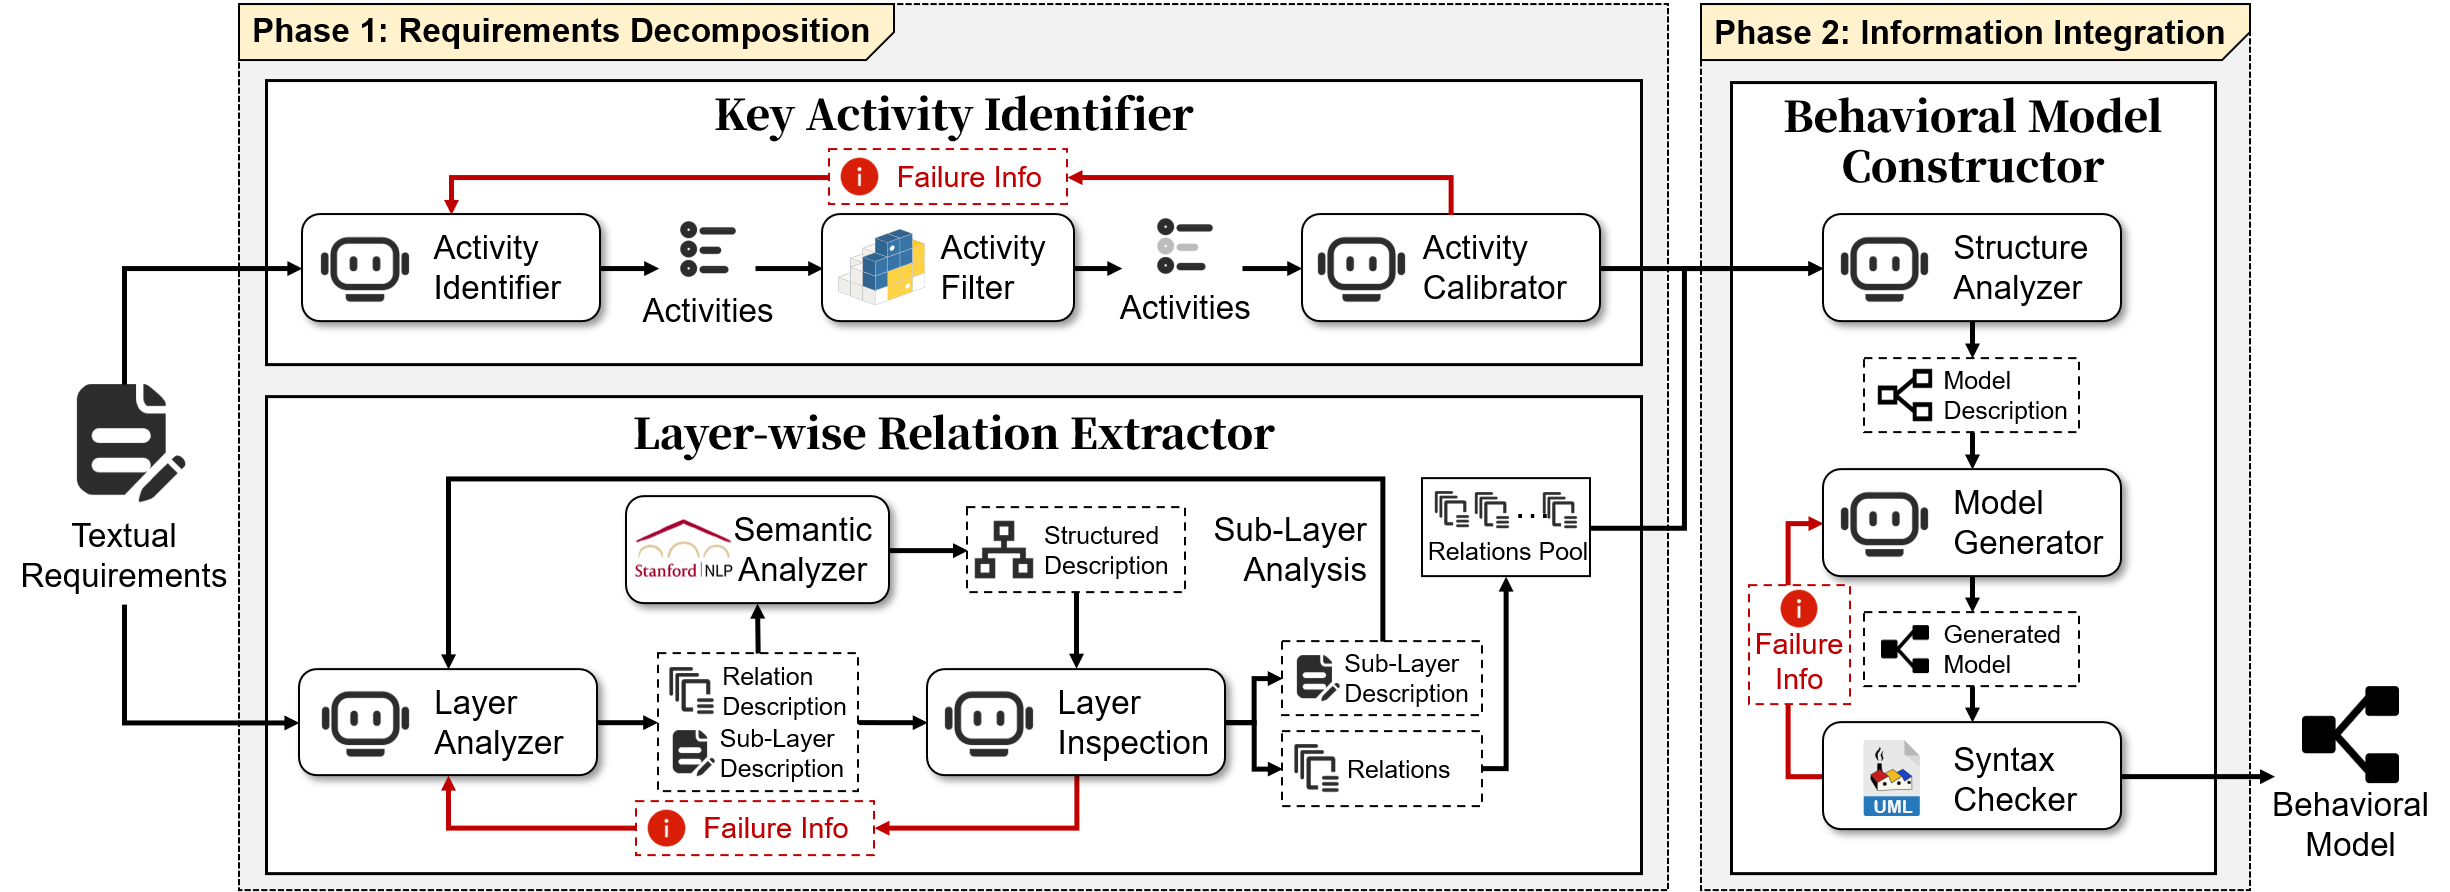 Phase 1: Requirements Decomposition
Phase 2: Information Integration
Key Activity Identifier
Failure Info
Activity
Identifier
Activities
Activity
Filter
Activities
Activity
Calibrator
Textual
Requirements
Layer-wise Relation Extractor
Stanford NLP
Semantic
Analyzer
Structured
Description
Sub-Layer
Analysis
...
Relations Pool
Layer
Analyzer
Relation
Description
Sub-Layer
Description
Layer
Inspection
Sub-Layer
Description
Relations
Failure Info
Behavioral Model
Constructor
Structure
Analyzer
Model
Description
Model
Generator
Failure
Info
Generated
Model
UML
Syntax
Checker
Behavioral
Model